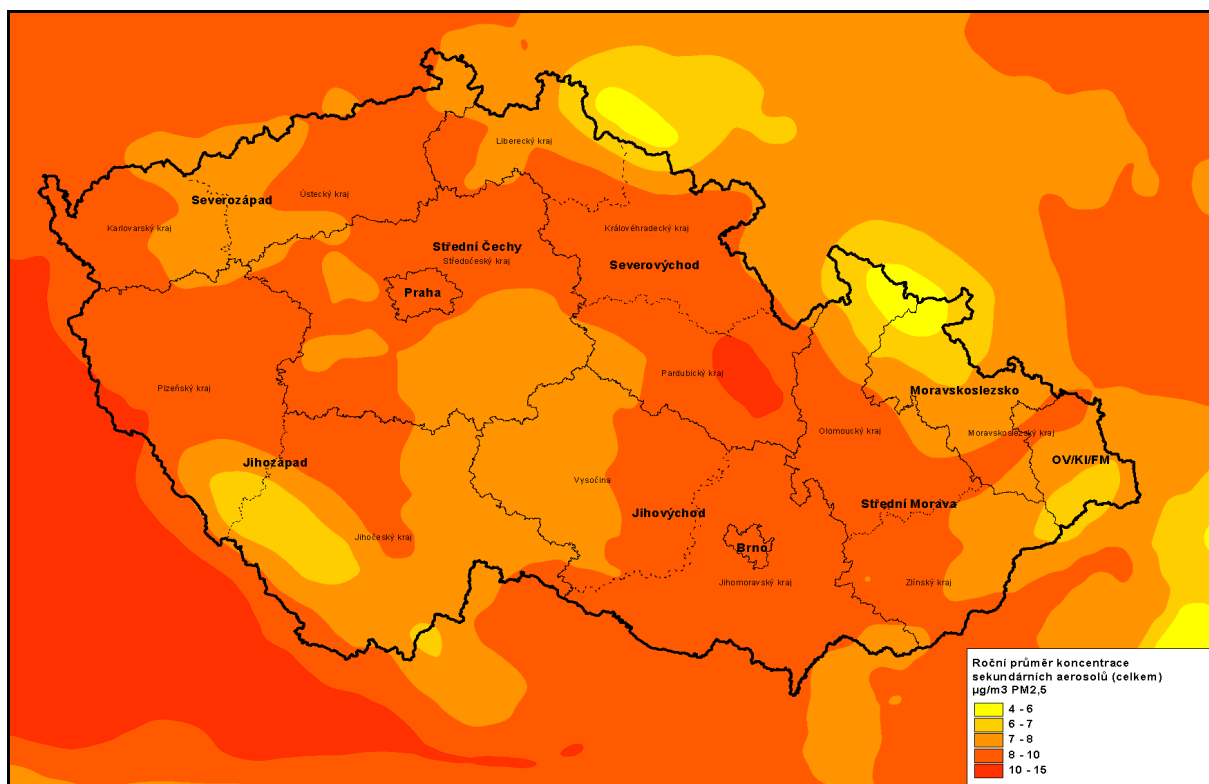 Liberecký kraj
Ústecký kraj
Severozápad
Karlovarský kraj
Královéhradecký kraj
Střední Čechy
Středočeský kraj
Severovýchod
Praha
Pardubický kraj
Plzeňský kraj
Moravskoslezsko
Olomoucký kraj
Moravskoslezský kraj
Jihozápad
OV/KI/FM
Vysočina
Střední Morava
Jihovýchod
Jihočeský kraj
Brno
Jihomoravský kraj
Zlínský kraj
Roční průměr koncentrace
sekundárních aerosolů (celkem)
µg/m3 PM2,5
4 - 6
6 - 7
7 - 8
8 - 10
10 - 15